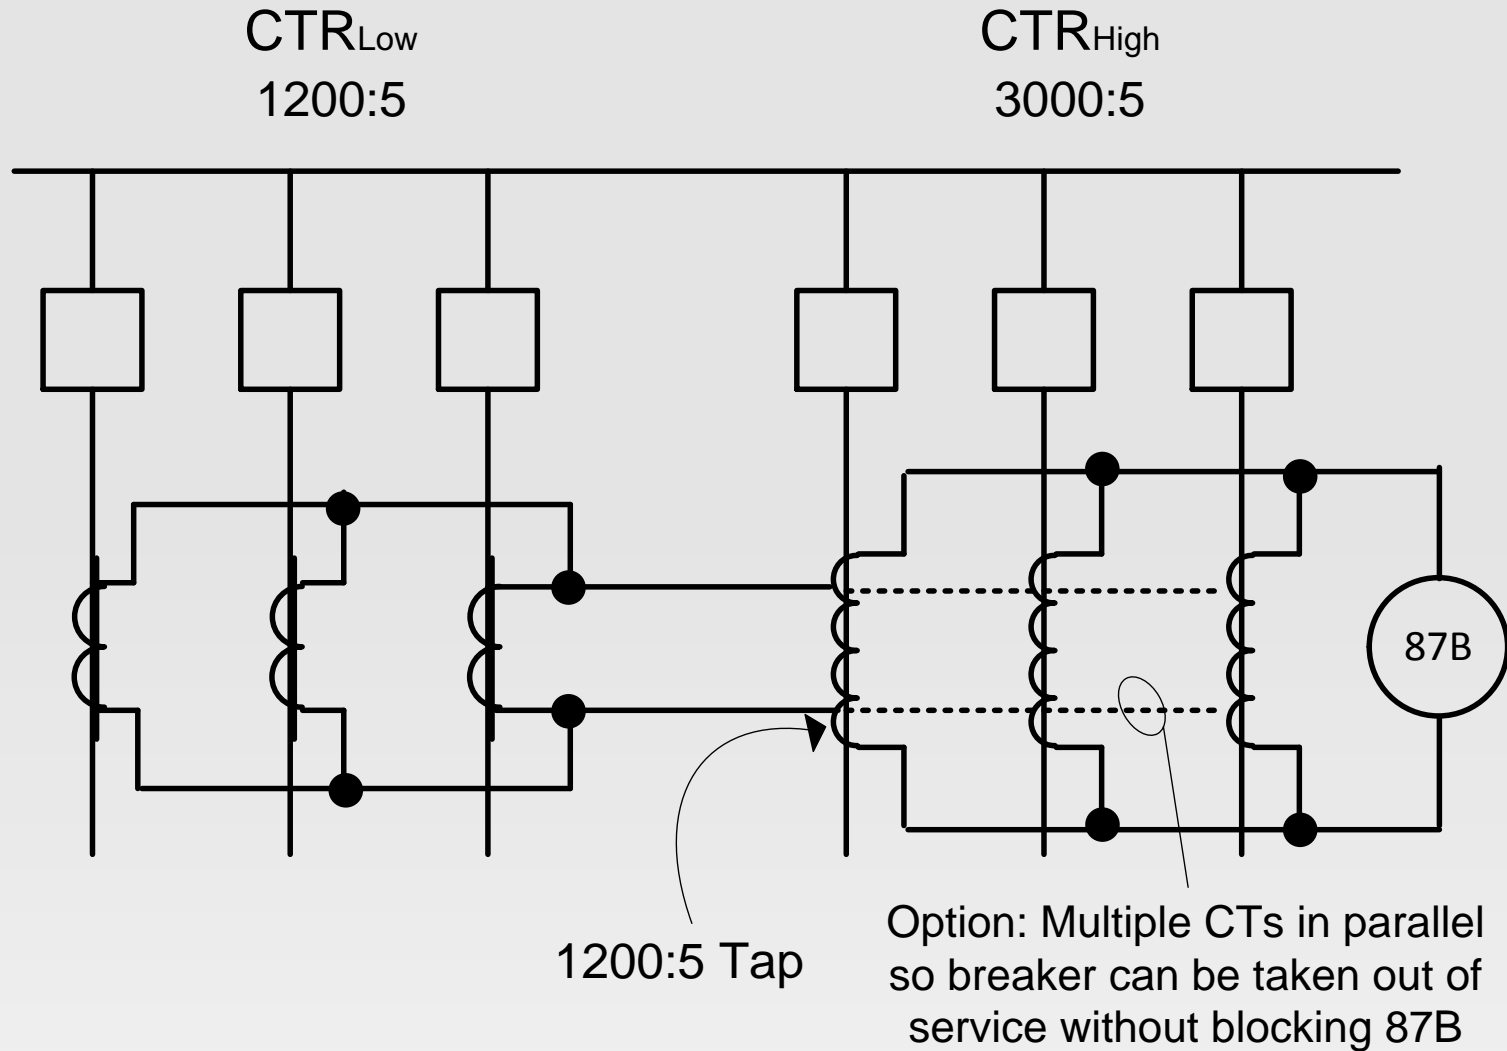 CTRLow
1200:5
CTRHigh
3000:5
87B
1200:5 Tap
Option: Multiple CTs in parallel
so breaker can be taken out of
service without blocking 87B